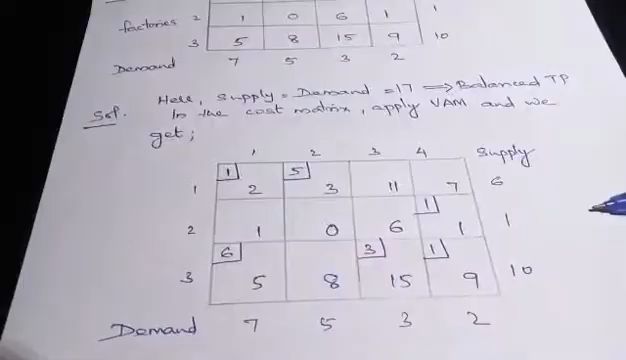 factories 2 1 0 6 1 1
3 5 8 15 9 10
Demand 7 5 3 2
Sol. Here, Supply = Demand = 17 ⟹ Balanced TP
In the cost matrix, apply VAM and we
get;
1 2 3 4 Supply
1 1 2 5 3 11 7 6
2 1 0 6 1 1 1
3 6 5 8 3 15 1 9 10
Demand 7 5 3 2